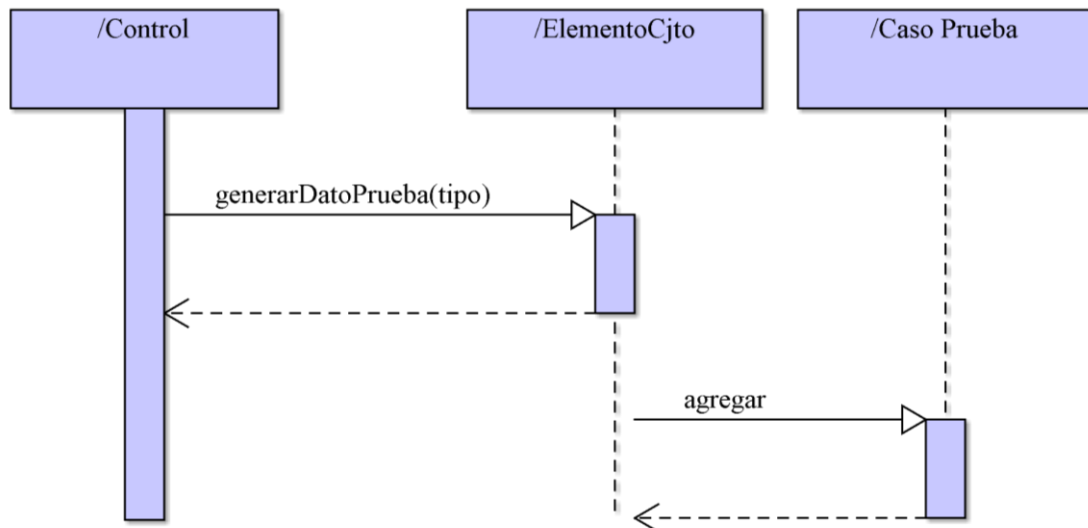 /Control
/ElementoCjto
/Caso Prueba
generarDatoPrueba(tipo)
agregar